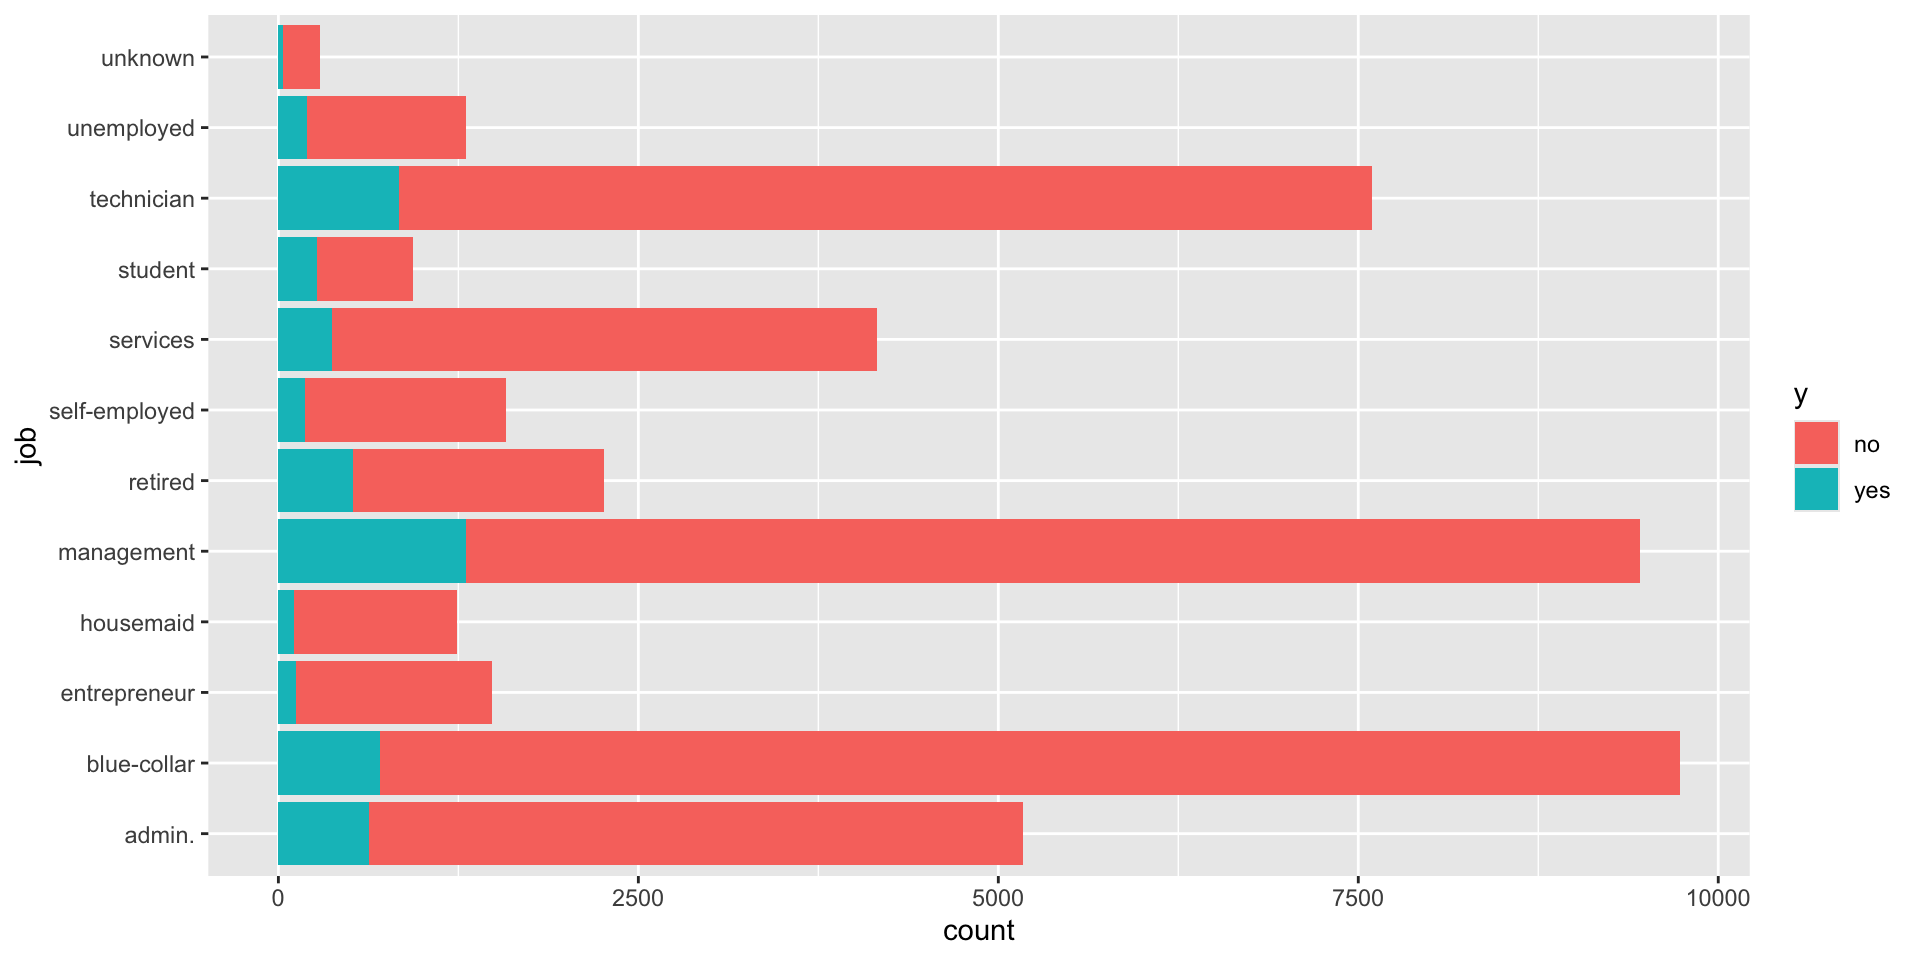 unknown
unemployed
technician
student
services
self-employed
retired
management
housemaid
entrepreneur
blue-collar
admin.
job
0 2500 5000 7500 10000
count
y
no
yes